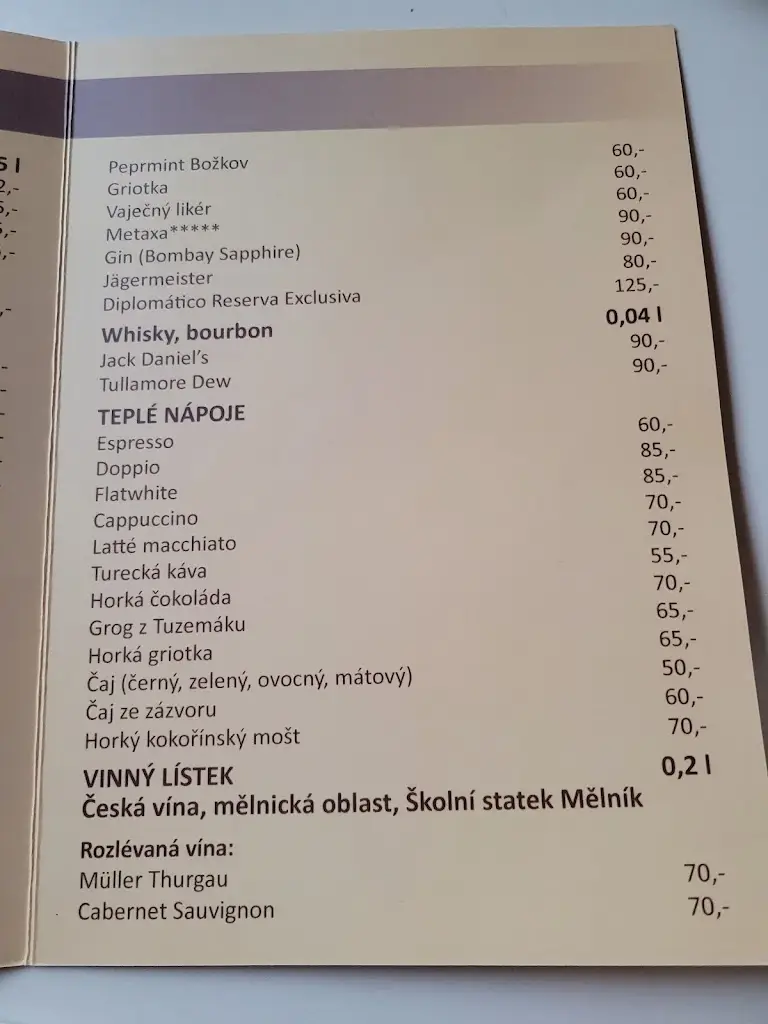 5 l
2,-
5,-
Peprmint Božkov 60,-
Griotka 60,-
Vaječný likér 60,-
Metaxa***** 90,-
Gin (Bombay Sapphire) 90,-
Jägermeister 80,-
Diplomático Reserva Exclusiva 125,-
Whisky, bourbon 0,04 l
Jack Daniel's 90,-
Tullamore Dew 90,-
TEPLÉ NÁPOJE
Espresso 60,-
Doppio 85,-
Flatwhite 85,-
Cappuccino 70,-
Latté macchiato 70,-
Turecká káva 55,-
Horká čokoláda 70,-
Grog z Tuzemáku 65,-
Horká griotka 65,-
Čaj (černý, zelený, ovocný, mátový) 50,-
Čaj ze zázvoru 60,-
Horký kokořínský mošt 70,-
VINNÝ LÍSTEK 0,2 l
Česká vína, mělnická oblast, Školní statek Mělník
Rozlévaná vína:
Müller Thurgau 70,-
Cabernet Sauvignon 70,-